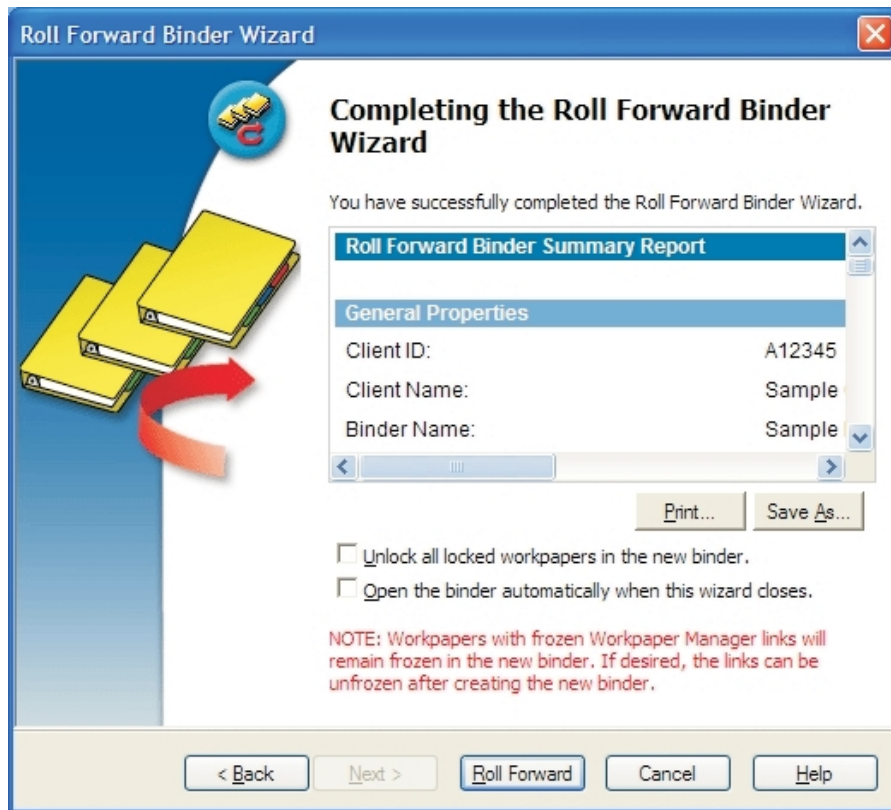 Roll Forward Binder Wizard
Completing the Roll Forward Binder
Wizard
You have successfully completed the Roll Forward Binder Wizard.
Roll Forward Binder Summary Report
General Properties
Client ID: A12345
Client Name: Sample
Binder Name: Sample
Print... Save As...
Unlock all locked workpapers in the new binder.
Open the binder automatically when this wizard closes.
NOTE: Workpapers with frozen Workpaper Manager links will
remain frozen in the new binder. If desired, the links can be
unfrozen after creating the new binder.
< Back Next > Roll Forward Cancel Help